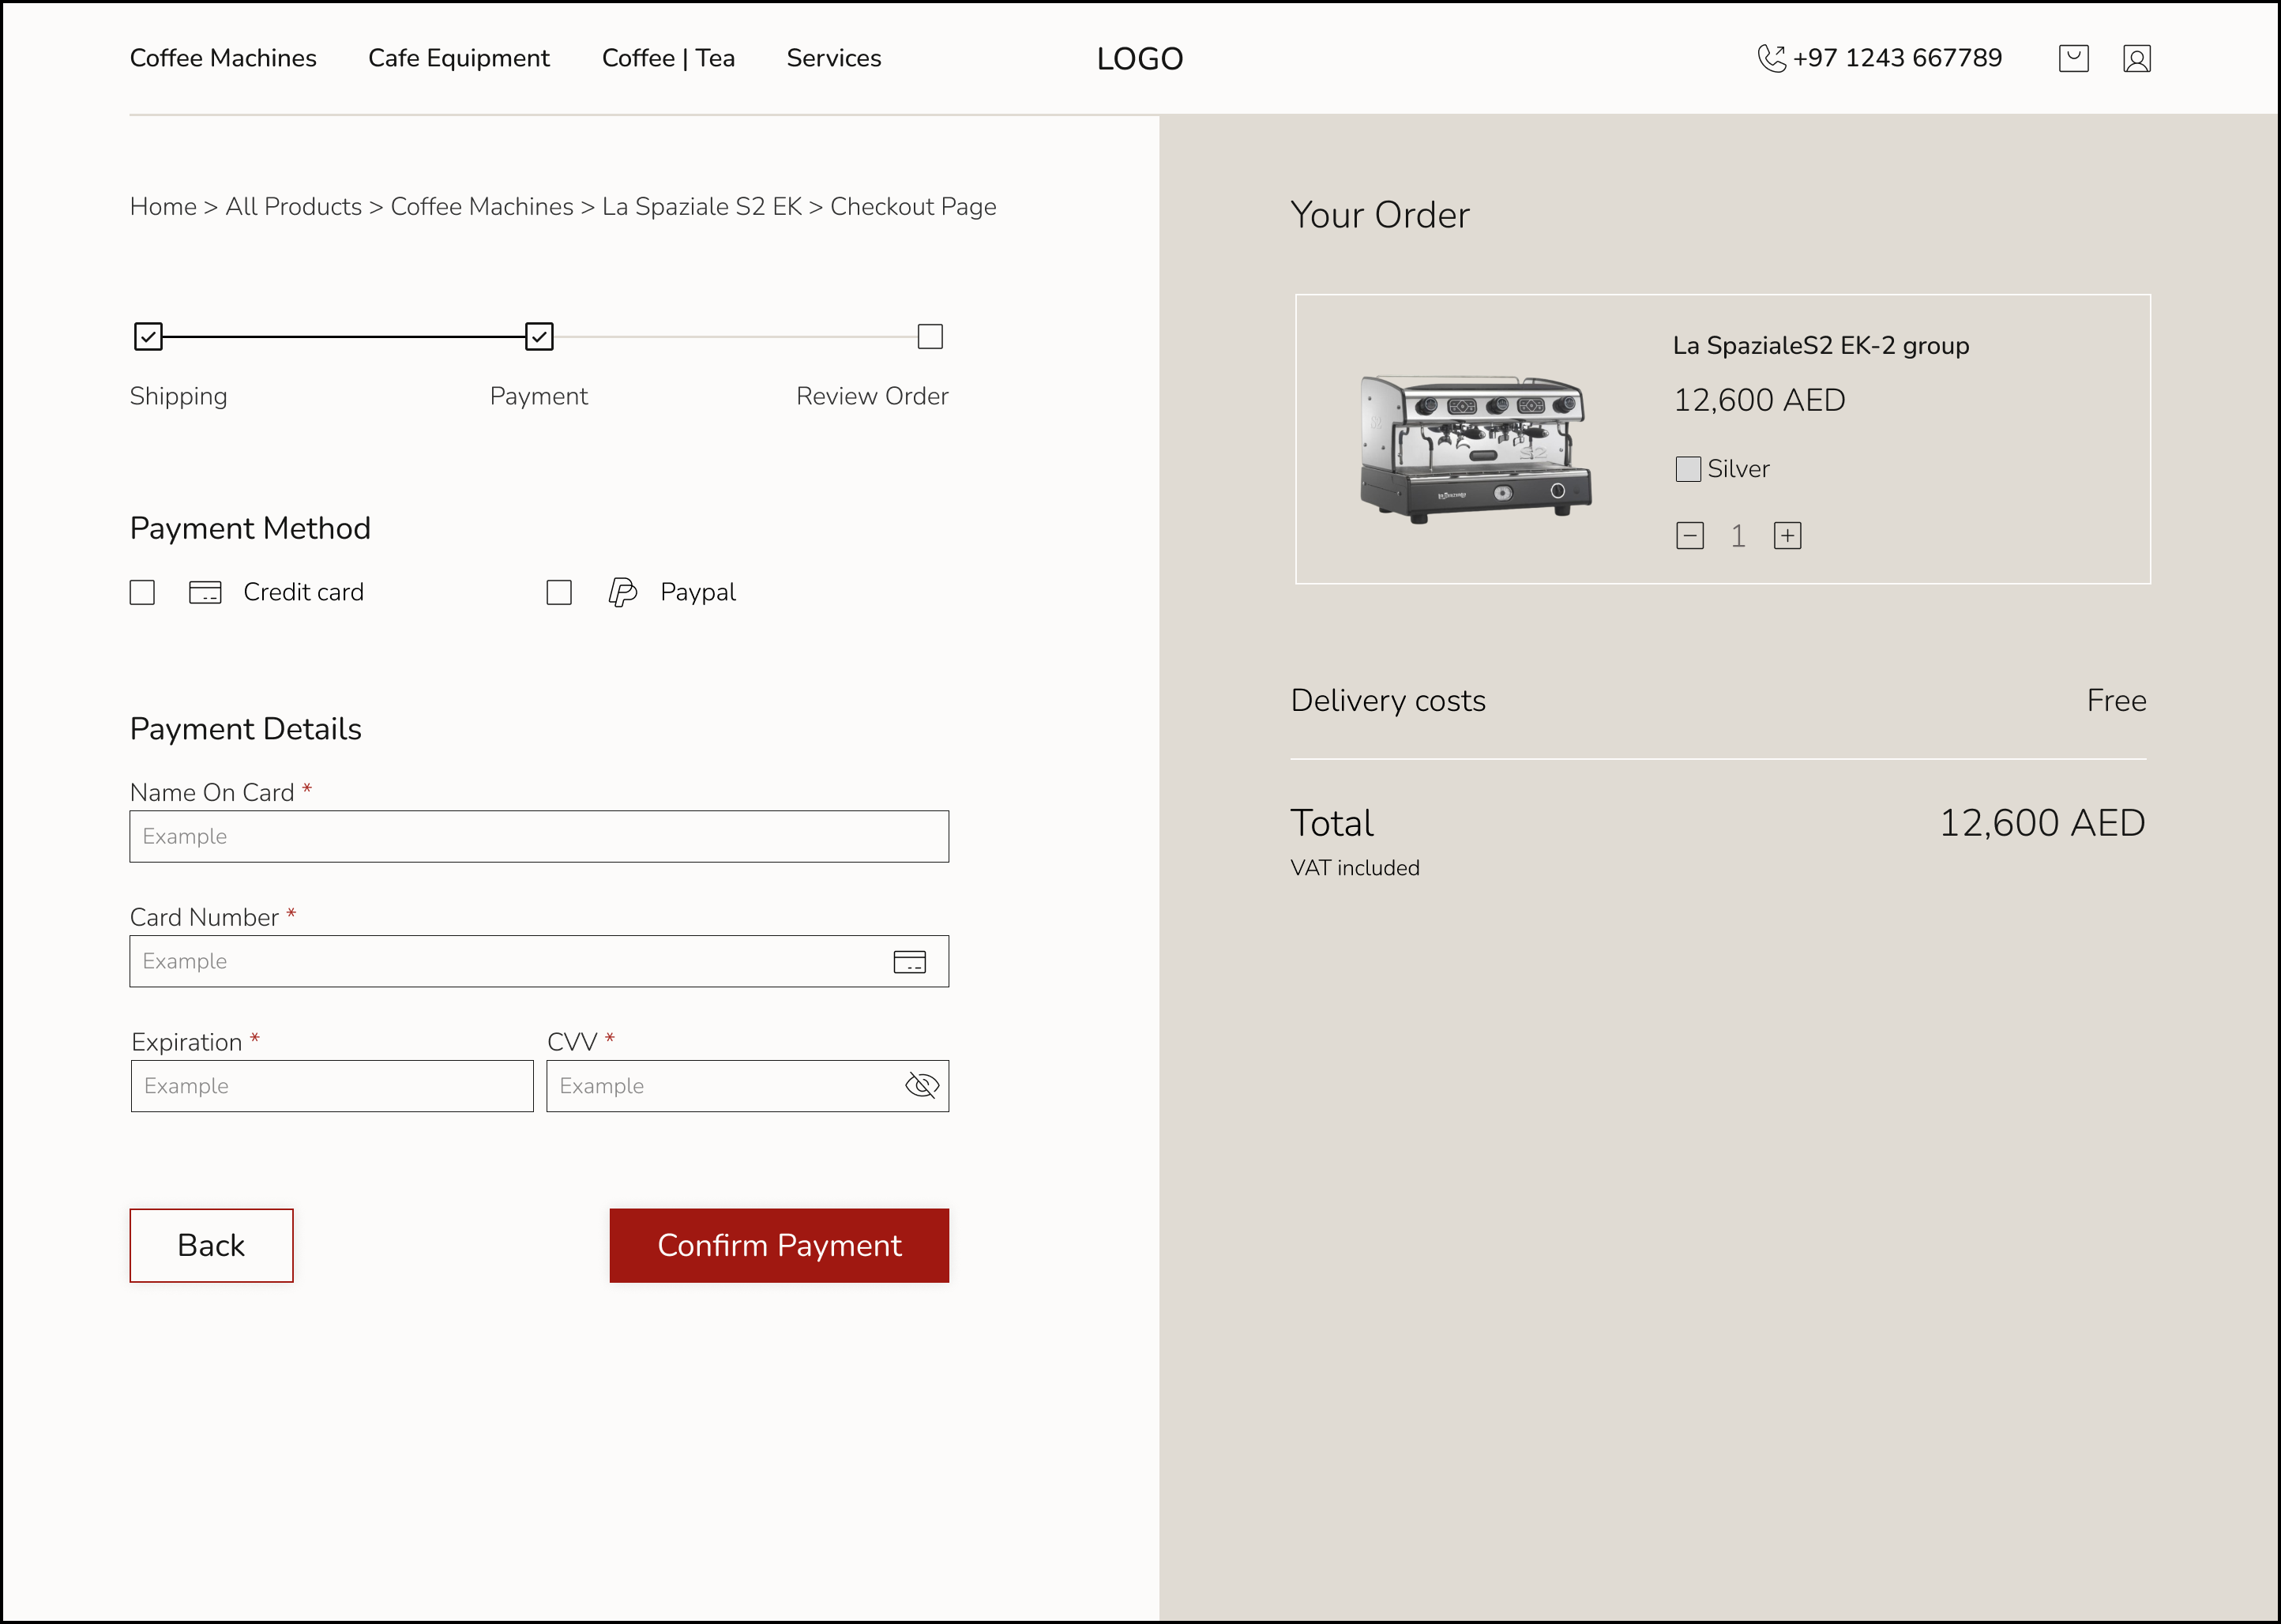 Coffee Machines Cafe Equipment Coffee | Tea Services LOGO +97 1243 667789
Home > All Products > Coffee Machines > La Spaziale S2 EK > Checkout Page
Shipping Payment Review Order
Payment Method
Credit card Paypal
Payment Details
Name On Card *
Example
Card Number *
Example
Expiration * CVV *
Example Example
Back Confirm Payment
Your Order
La SpazialeS2 EK-2 group
12,600 AED
Silver
1
S2
Delivery costs Free
Total 12,600 AED
VAT included